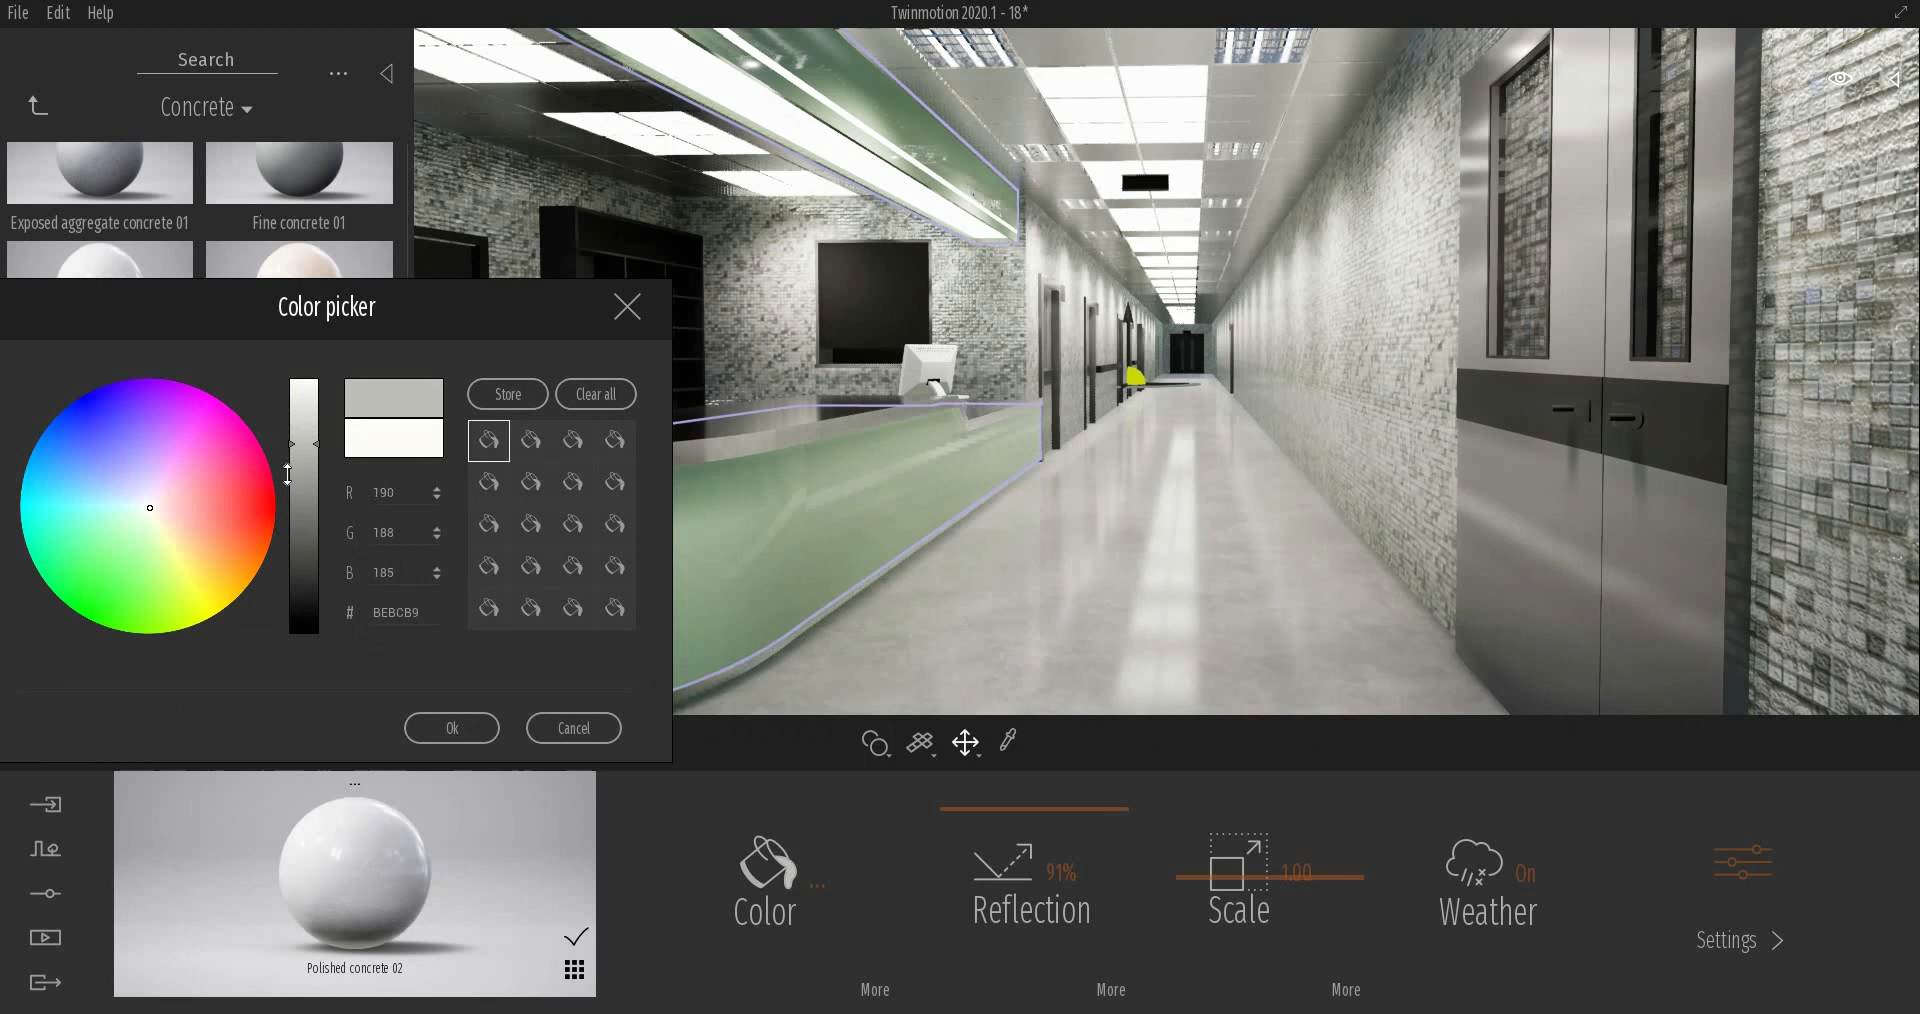 File Edit Help
Twinmotion 2020.1 - 18*
Search
...
Concrete
Exposed aggregate concrete 01
Fine concrete 01
Color picker
Store
Clear all
R 190
G 188
B 185
# BEBCB9
Ok
Cancel
...
Polished concrete 02
Color
...
Reflection
91%
Scale
1.00
Weather
On
Settings
More
More
More